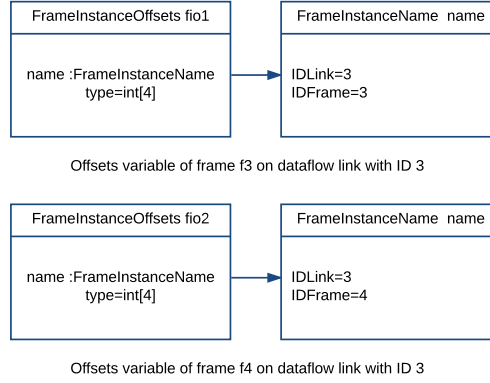 FrameInstanceOffsets fio1
FrameInstanceName name
name :FrameInstanceName
type=int[4]
IDLink=3
IDFrame=3
Offsets variable of frame f3 on dataflow link with ID 3
FrameInstanceOffsets fio2
FrameInstanceName name
name :FrameInstanceName
type=int[4]
IDLink=3
IDFrame=4
Offsets variable of frame f4 on dataflow link with ID 3